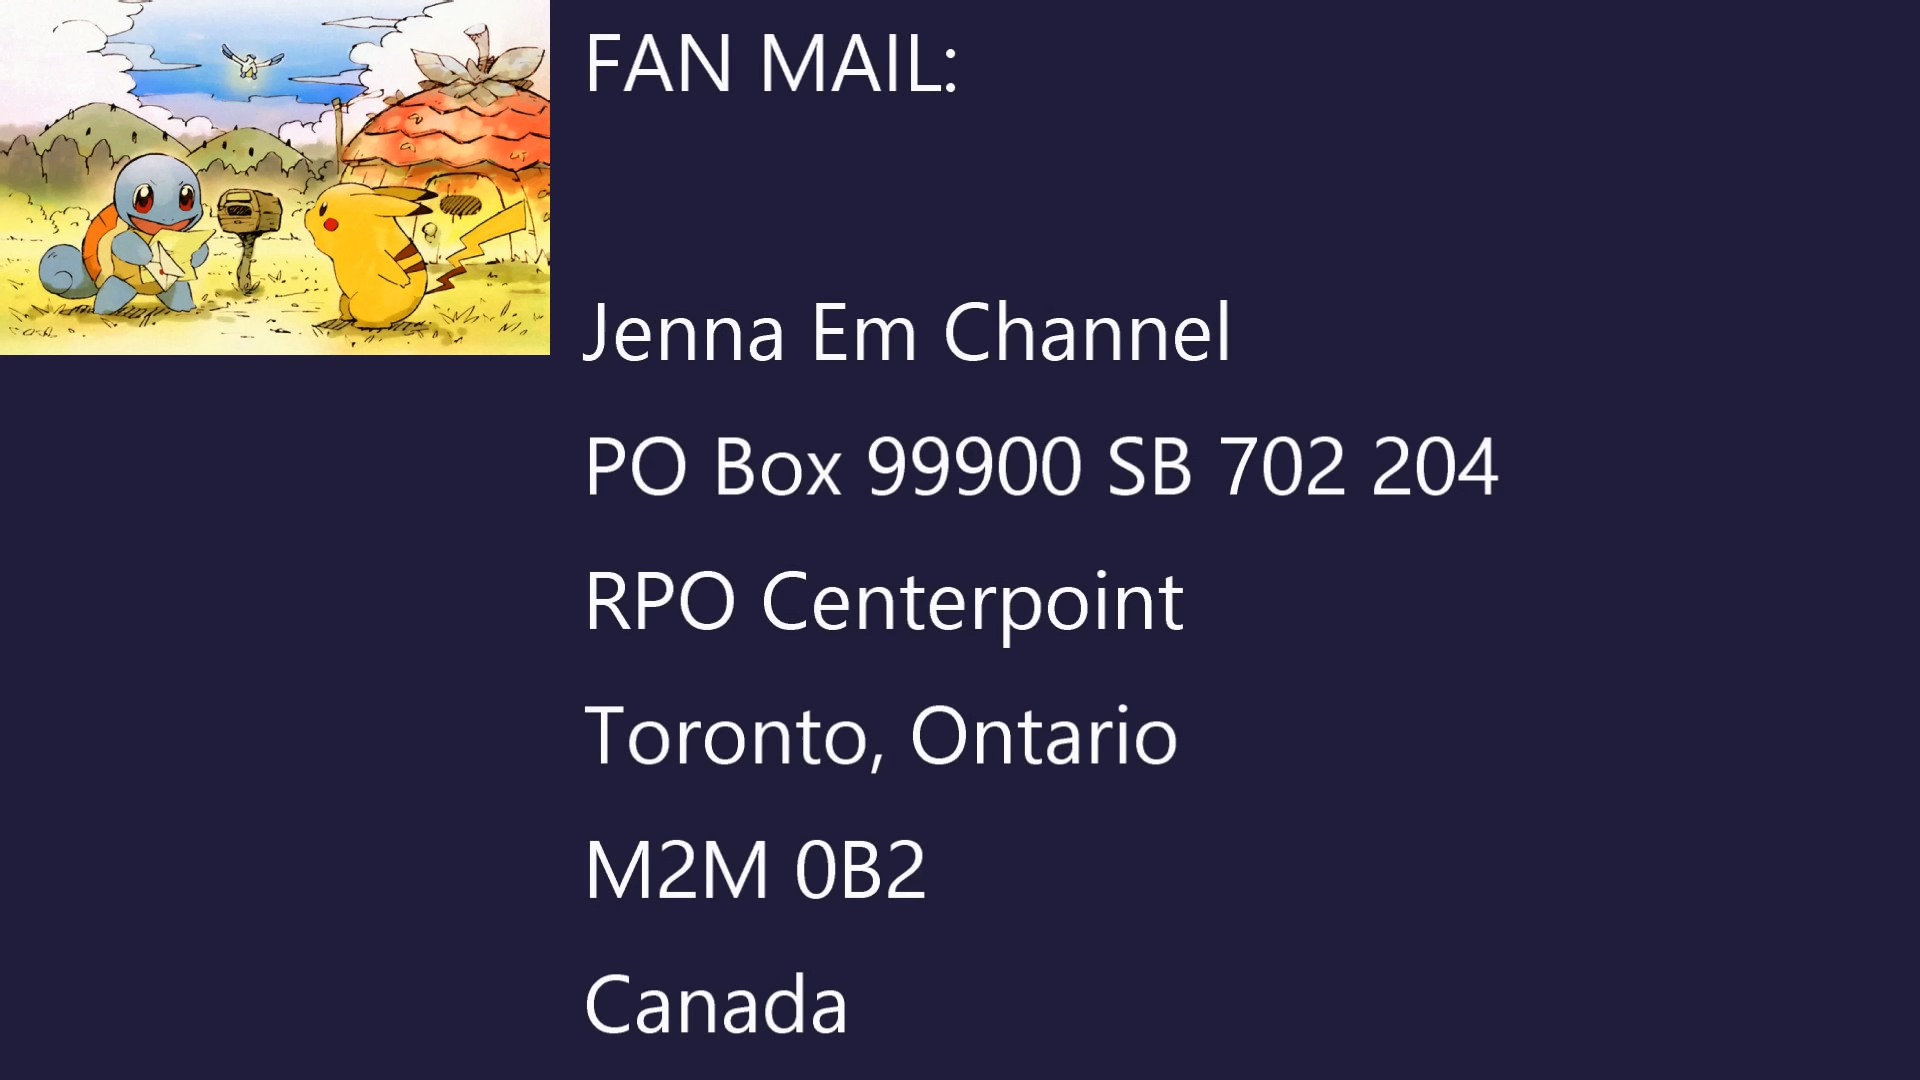 FAN MAIL:
Jenna Em Channel
PO Box 99900 SB 702 204
RPO Centerpoint
Toronto, Ontario
M2M 0B2
Canada